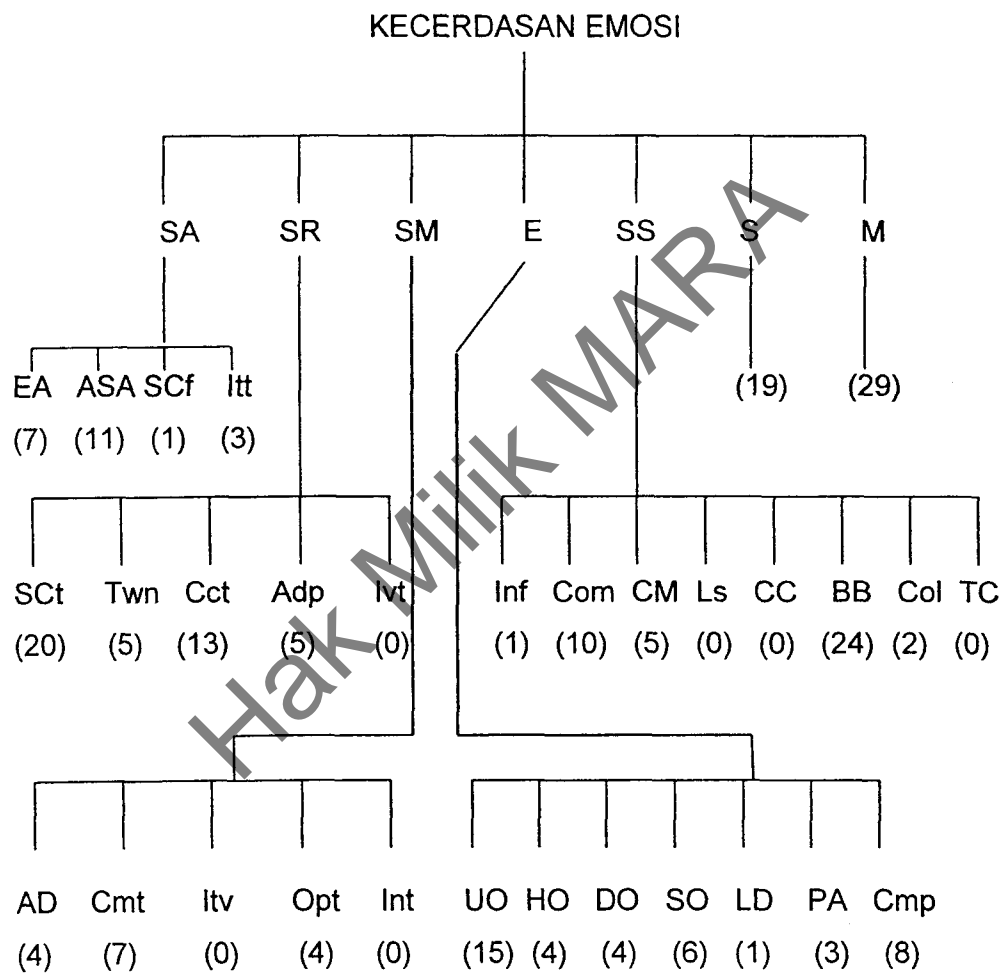 KECERDASAN EMOSI
SA SR SM E SS S M
EA ASA SCf Itt
(7) (11) (1) (3)
(19) (29)
SCt Twn Cct Adp Ivt Inf Com CM Ls CC BB Col TC
(20) (5) (13) (5) (0) (1) (10) (5) (0) (0) (24) (2) (0)
AD Cmt Itv Opt Int UO HO DO SO LD PA Cmp
(4) (7) (0) (4) (0) (15) (4) (4) (6) (1) (3) (8)
Hak Milik MARA